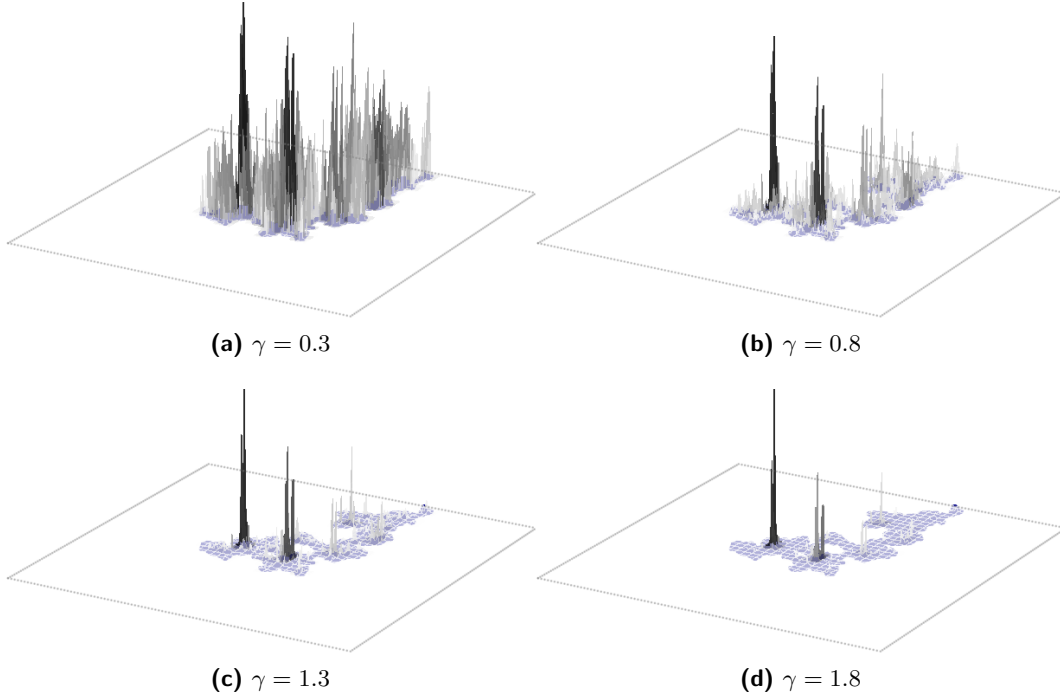 (a) γ = 0.3
(b) γ = 0.8
(c) γ = 1.3
(d) γ = 1.8